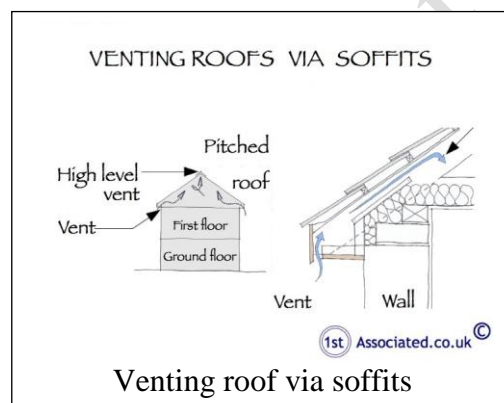 VENTING ROOFS VIA SOFFITS
Pitched
roof
High level
vent
Vent
First floor
Ground floor
Vent
Wall
1st Associated.co.uk ©
Venting roof via soffits